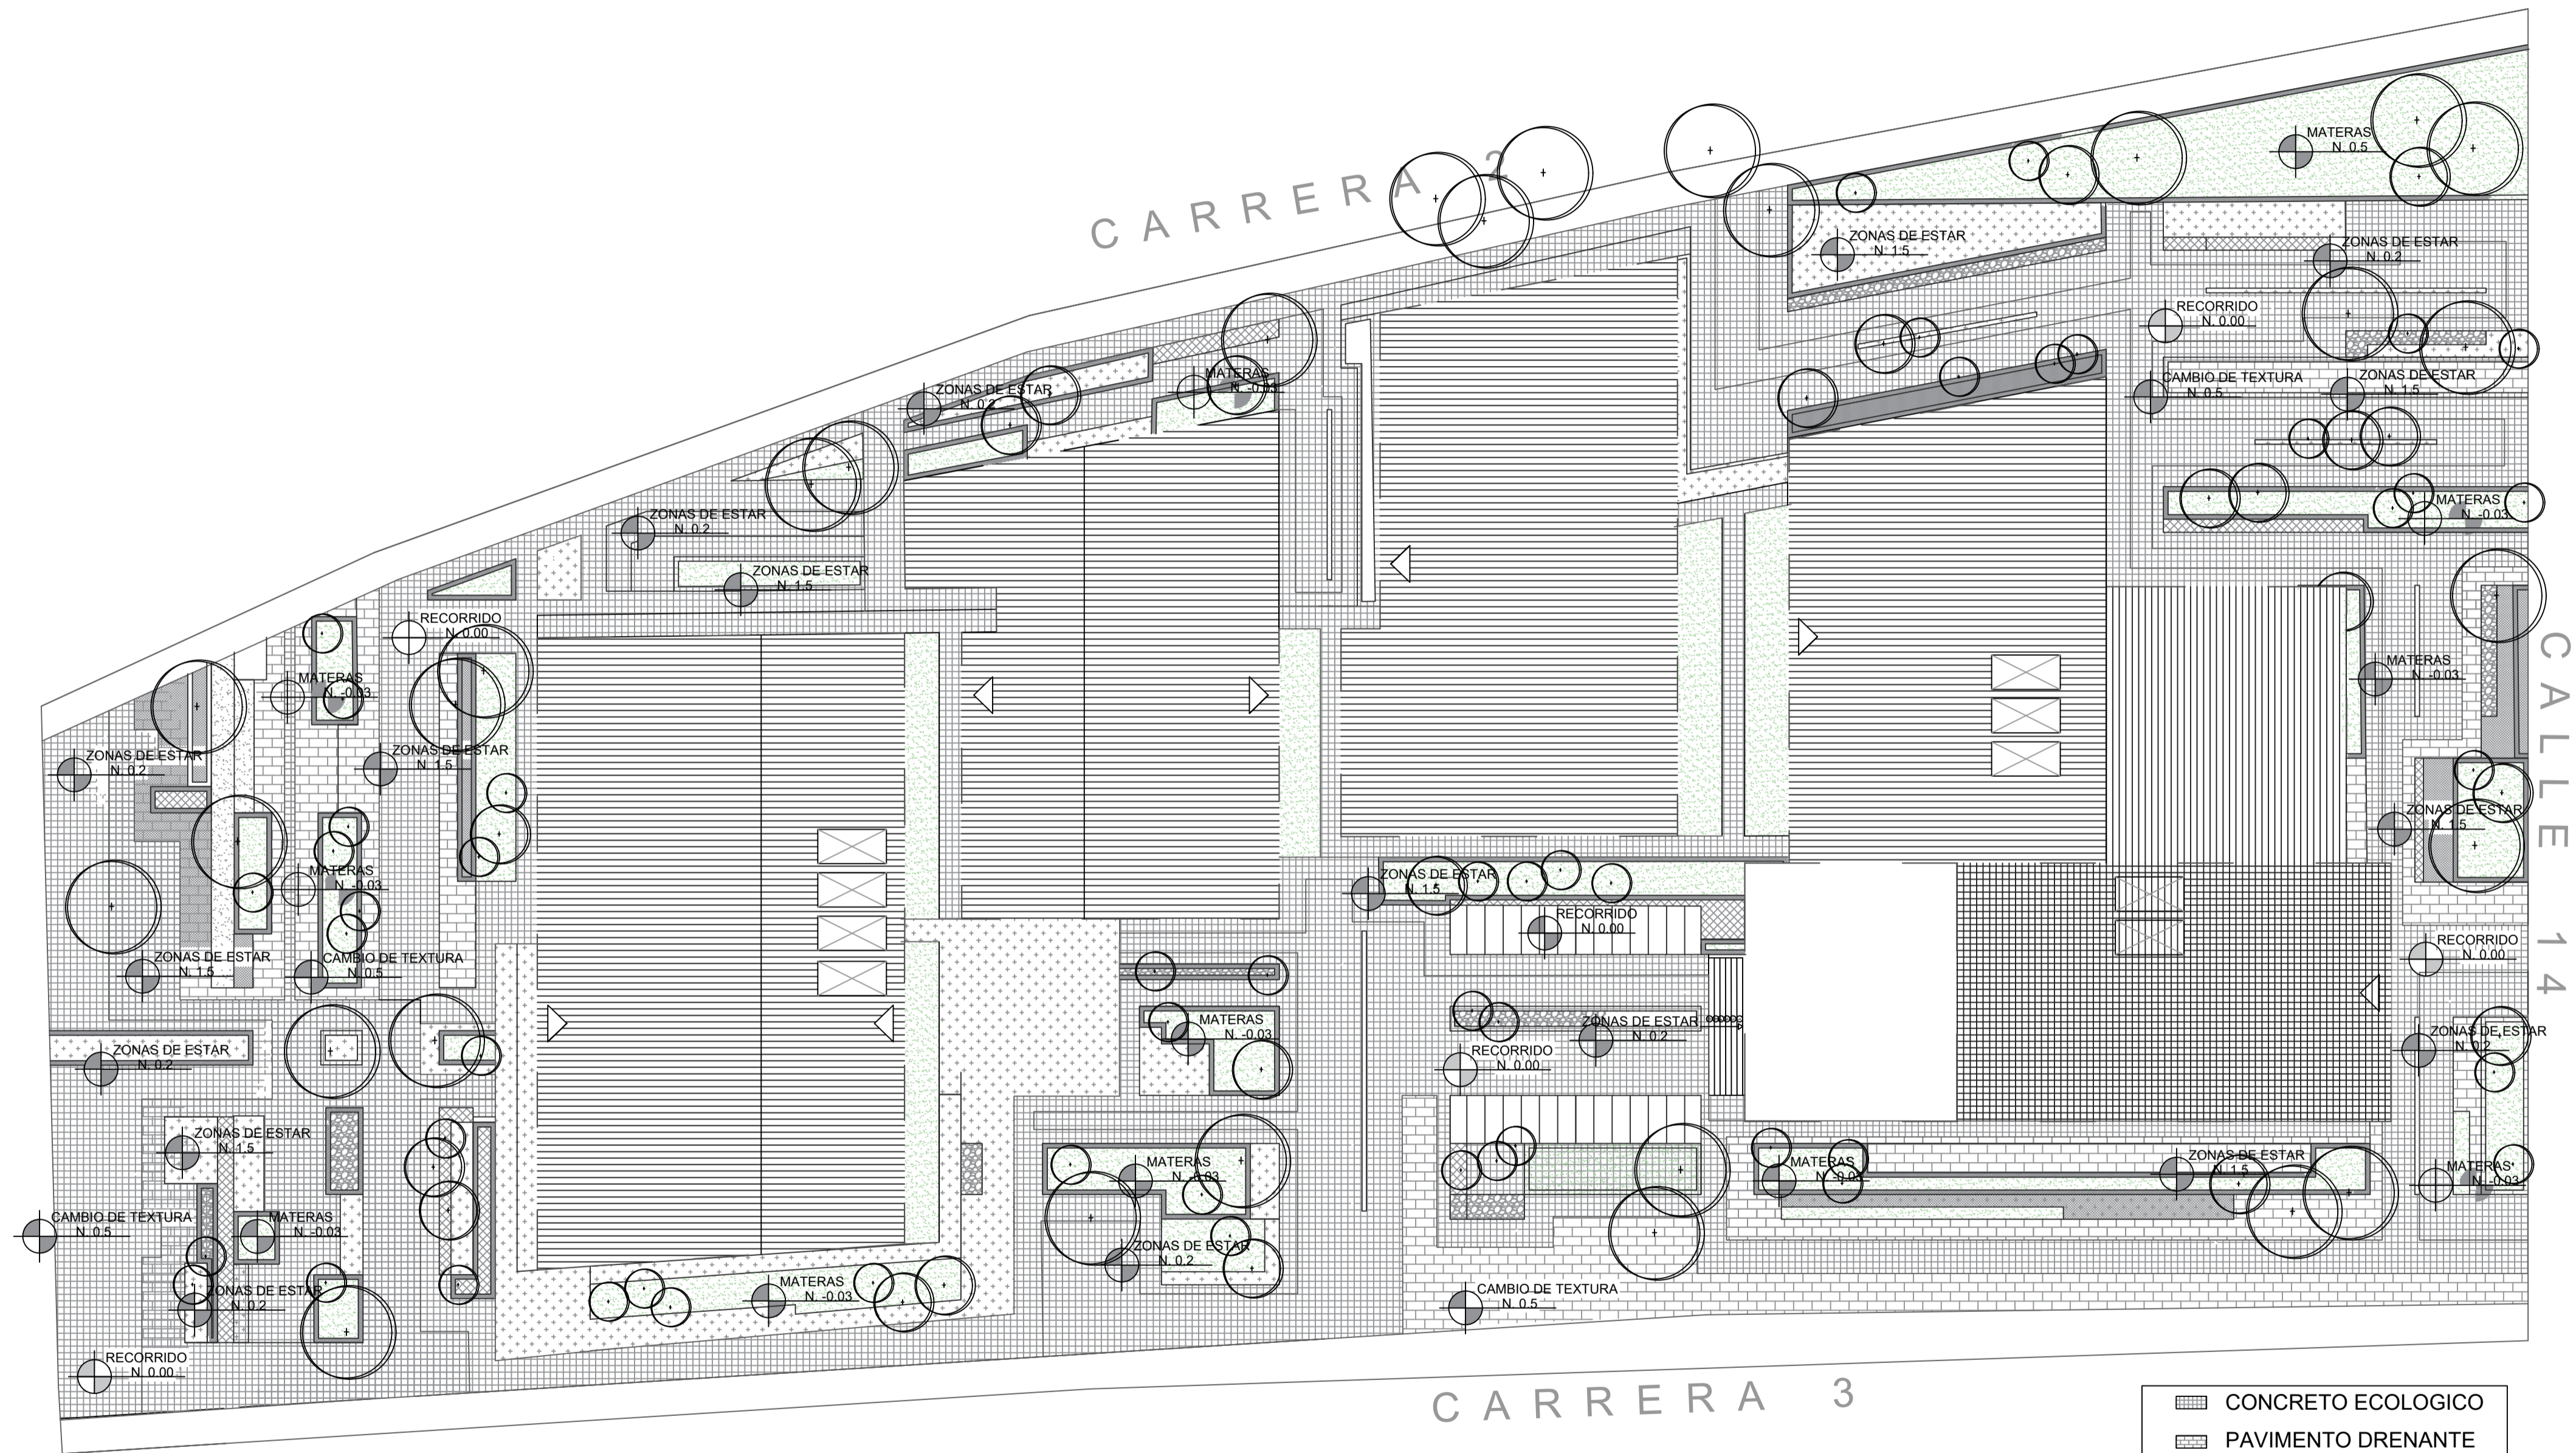 CARRERA 2
MATERAS
N. 0.5
ZONAS DE ESTAR
N. 1.5
ZONAS DE ESTAR
N. 0.2
RECORRIDO
N. 0.00
CAMBIO DE TEXTURA
N. 0.5
ZONAS DE ESTAR
N. 1.5
MATERAS
N. -0.03
ZONAS DE ESTAR
N. 0.2
MATERAS
N. -0.03
ZONAS DE ESTAR
N. 0.2
ZONAS DE ESTAR
N. 1.5
RECORRIDO
N. 0.00
MATERAS
N. -0.03
ZONAS DE ESTAR
N. 1.5
ZONAS DE ESTAR
N. 0.2
MATERAS
N. -0.03
CALLE 14
ZONAS DE ESTAR
N. 1.5
MATERAS
N. -0.03
ZONAS DE ESTAR
N. 1.5
RECORRIDO
N. 0.00
RECORRIDO
N. 0.00
ZONAS DE ESTAR
N. 1.5
CAMBIO DE TEXTURA
N. 0.5
MATERAS
N. -0.03
ZONAS DE ESTAR
N. 0.2
ZONAS DE ESTAR
N. 0.2
ZONAS DE ESTAR
N. 0.2
RECORRIDO
N. 0.00
ZONAS DE ESTAR
N. 1.5
MATERAS
N. -0.03
MATERAS
N. -0.03
ZONAS DE ESTAR
N. 1.5
MATERAS
N. -0.03
CAMBIO DE TEXTURA
N. 0.5
MATERAS
N. -0.03
ZONAS DE ESTAR
N. 0.2
MATERAS
N. -0.03
CAMBIO DE TEXTURA
N. 0.5
ZONAS DE ESTAR
N. 0.2
RECORRIDO
N. 0.00
CARRERA 3
CONCRETO ECOLOGICO
PAVIMENTO DRENANTE